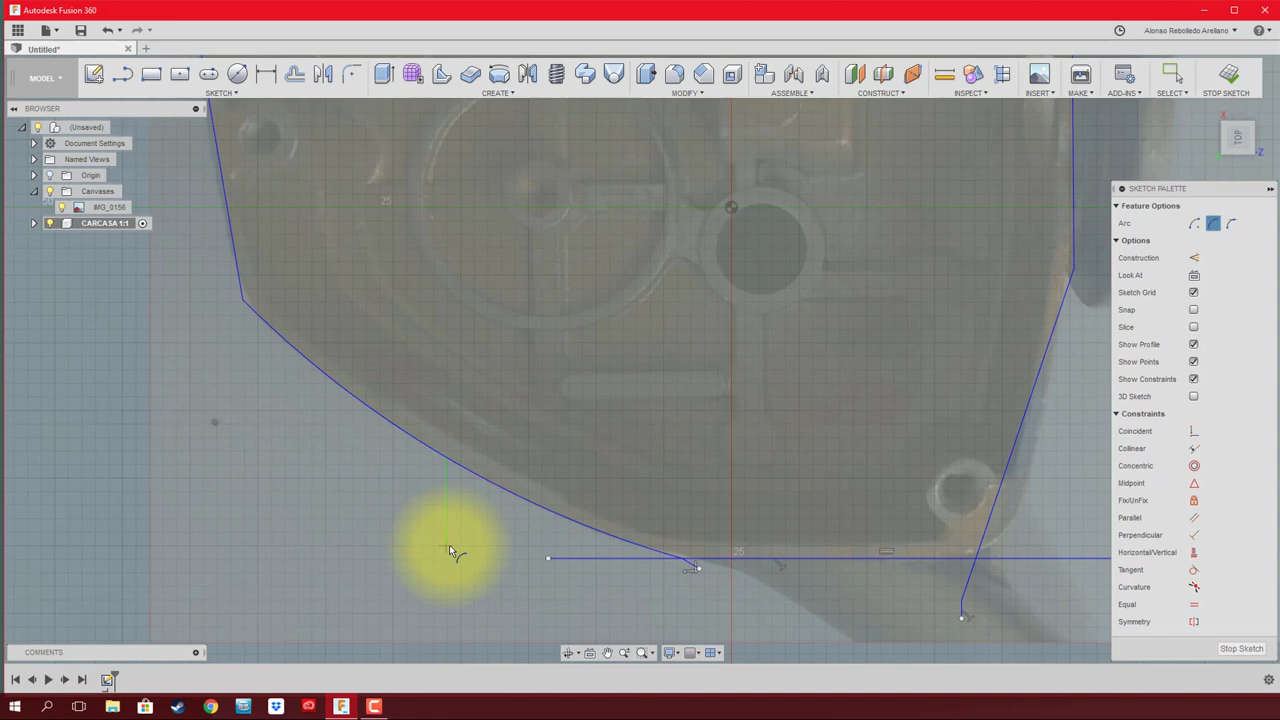 Autodesk Fusion 360
Alonso Rebolledo Arellano
Untitled*
MODEL
SKETCH
CREATE
MODIFY
ASSEMBLE
CONSTRUCT
INSPECT
INSERT
MAKE
ADD-INS
SELECT
STOP SKETCH
BROWSER
(Unsaved)
Document Settings
Named Views
Origin
Canvases
IMG_0156
CARCASA 1:1
25
25
TOP
X
Z
SKETCH PALETTE
Feature Options
Arc
Options
Construction
Look At
Sketch Grid
Snap
Slice
Show Profile
Show Points
Show Constraints
3D Sketch
Constraints
Coincident
Collinear
Concentric
Midpoint
Fix/UnFix
Parallel
Perpendicular
Horizontal/Vertical
Tangent
Curvature
Equal
Symmetry
Stop Sketch
COMMENTS